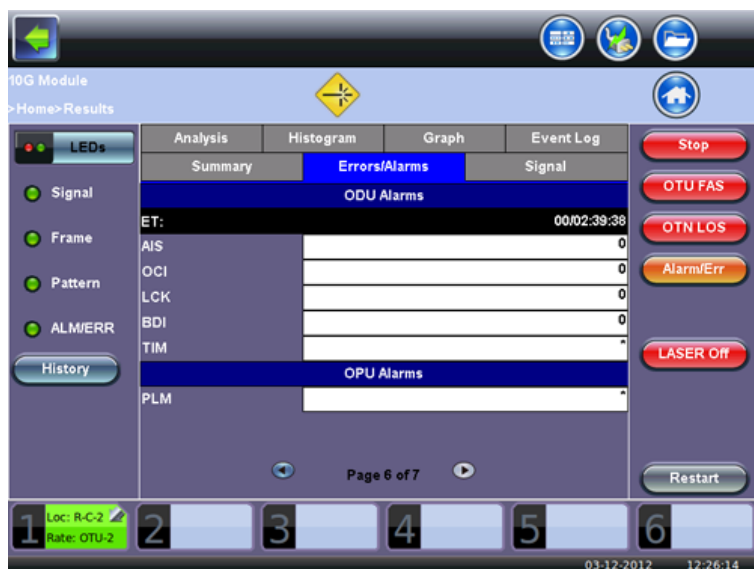 10G Module
>Home>Results
LEDs
Signal
Frame
Pattern
ALM/ERR
History
Analysis Histogram Graph Event Log
Summary Errors/Alarms Signal
ODU Alarms
ET: 00/02:39:38
AIS 0
OCI 0
LCK 0
BDI 0
TIM *
OPU Alarms
PLM *
Page 6 of 7
Stop
OTU FAS
OTN LOS
Alarm/Err
LASER Off
Restart
1 Loc: R-C-2 Rate: OTU-2
2
3
4
5
6
03-12-2012 12:26:14